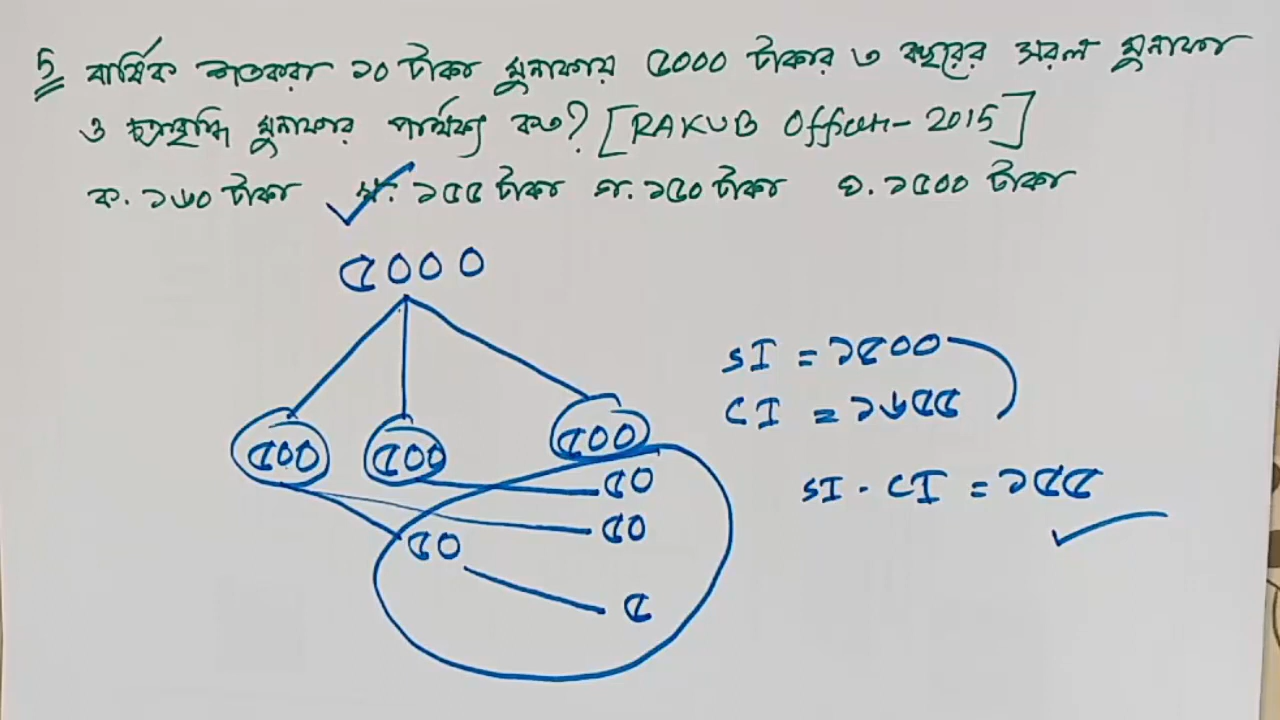 5 বার্ষিক শতকরা ১০ টাকা মুনাফায় ৫০০০ টাকার ৩ বছরের সরল মুনাফা
ও চক্রবৃদ্ধি মুনাফার পার্থক্য কত? [RAKUB Officer-2015]
ক. ১৬০ টাকা খ. ১৫৫ টাকা গ. ১৫০ টাকা ঘ. ১৫০০ টাকা
৫০০০
৫০০ ৫০০ ৫০০
৫০
৫০
৫০
৫
SI = ১৫০০
CI = ১৬৫৫
SI - CI = ১৫৫